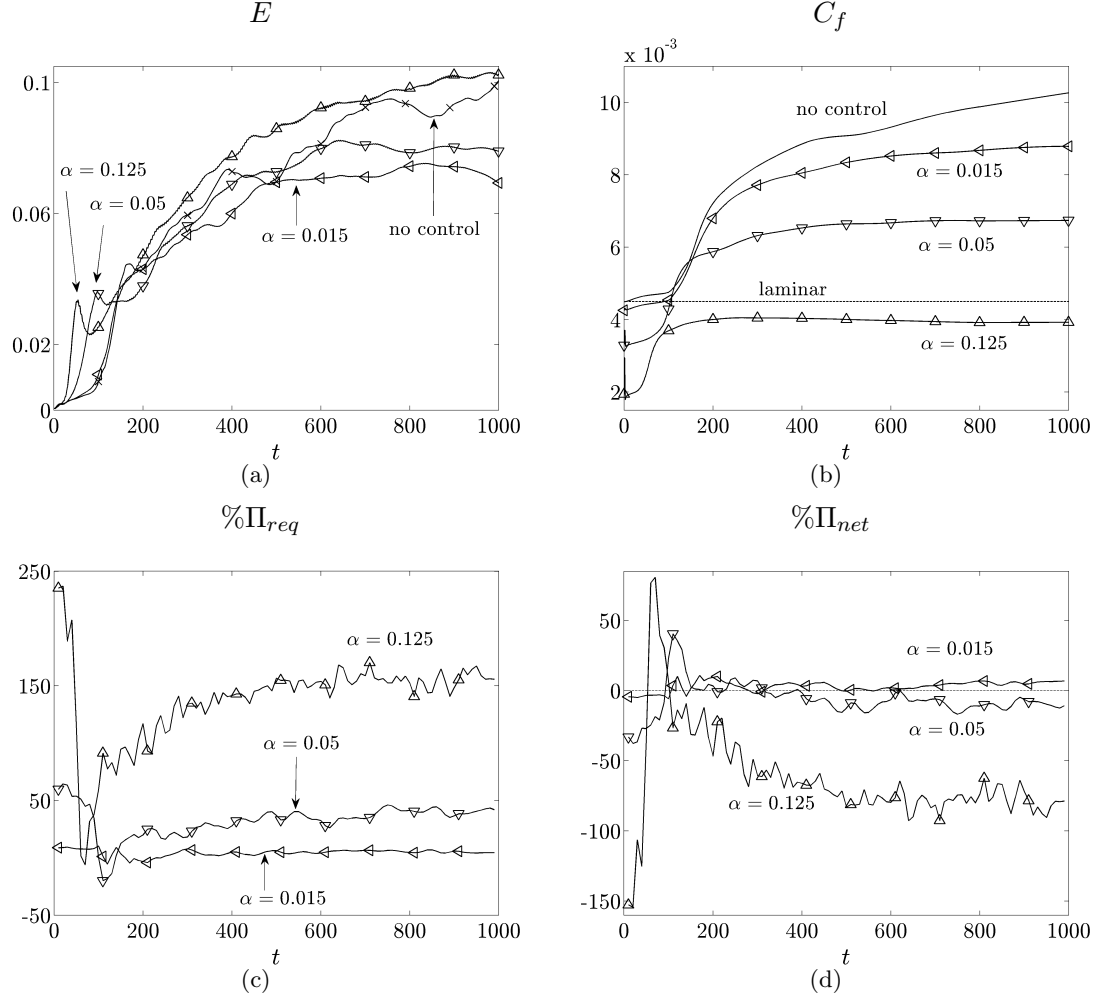 E
0.1
0.06
0.02
0
α = 0.125
α = 0.05
α = 0.015
no control
0 200 400 600 800 1000
t
(a)
C_f
x 10^-3
10
8
6
4
2
no control
α = 0.015
α = 0.05
laminar
α = 0.125
0 200 400 600 800 1000
t
(b)
%Π_req
250
150
50
-50
α = 0.125
α = 0.05
α = 0.015
0 200 400 600 800 1000
t
(c)
%Π_net
50
0
-50
-100
-150
α = 0.015
α = 0.05
α = 0.125
0 200 400 600 800 1000
t
(d)